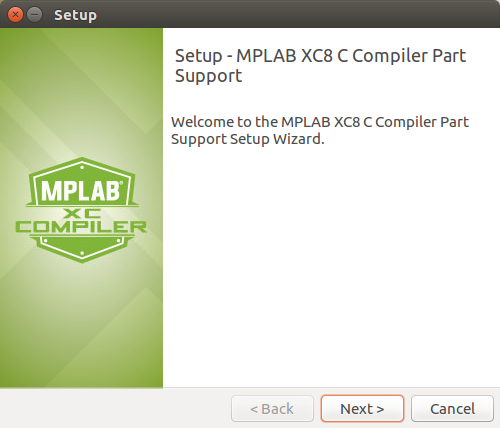 Setup
Setup - MPLAB XC8 C Compiler Part
Support
Welcome to the MPLAB XC8 C Compiler Part
Support Setup Wizard.
MPLAB®
XC
COMPILER
< Back
Next >
Cancel